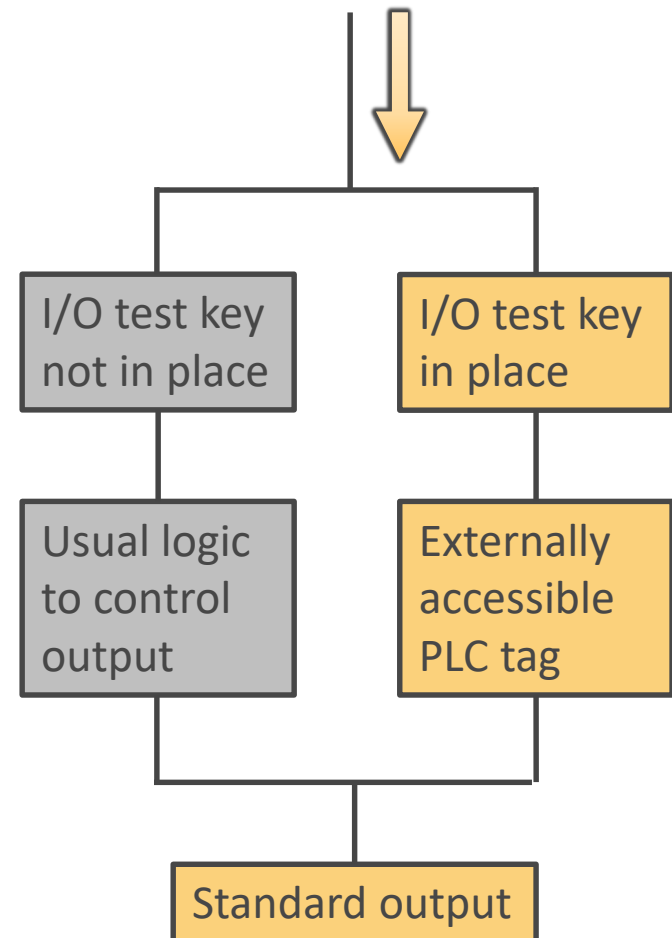 I/O test key
not in place
I/O test key
in place
Usual logic
to control
output
Externally
accessible
PLC tag
Standard output